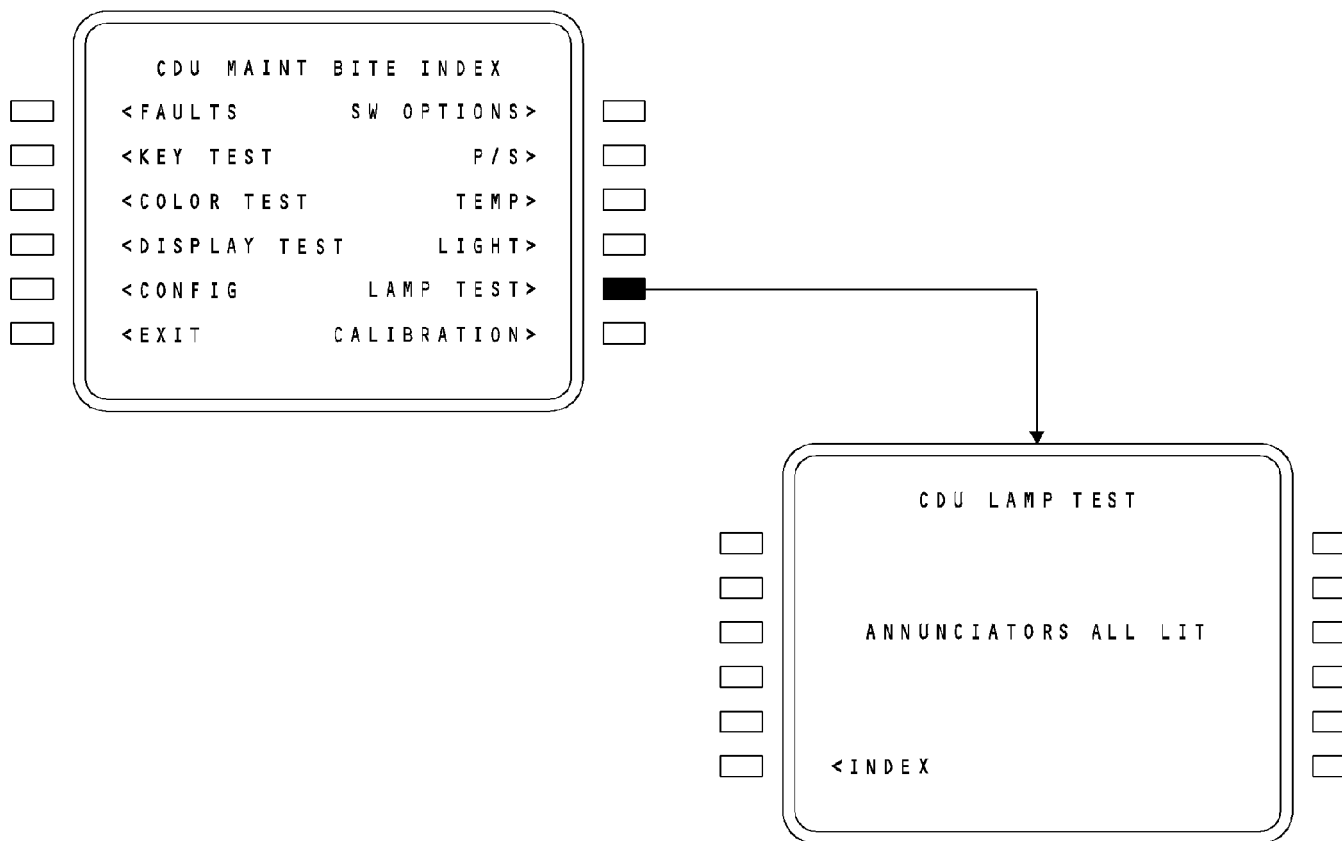 CDU MAINT BITE INDEX
<FAULTS SW OPTIONS>
<KEY TEST P/S>
<COLOR TEST TEMP>
<DISPLAY TEST LIGHT>
<CONFIG LAMP TEST>
<EXIT CALIBRATION>
CDU LAMP TEST
ANNUNCIATORS ALL LIT
<INDEX